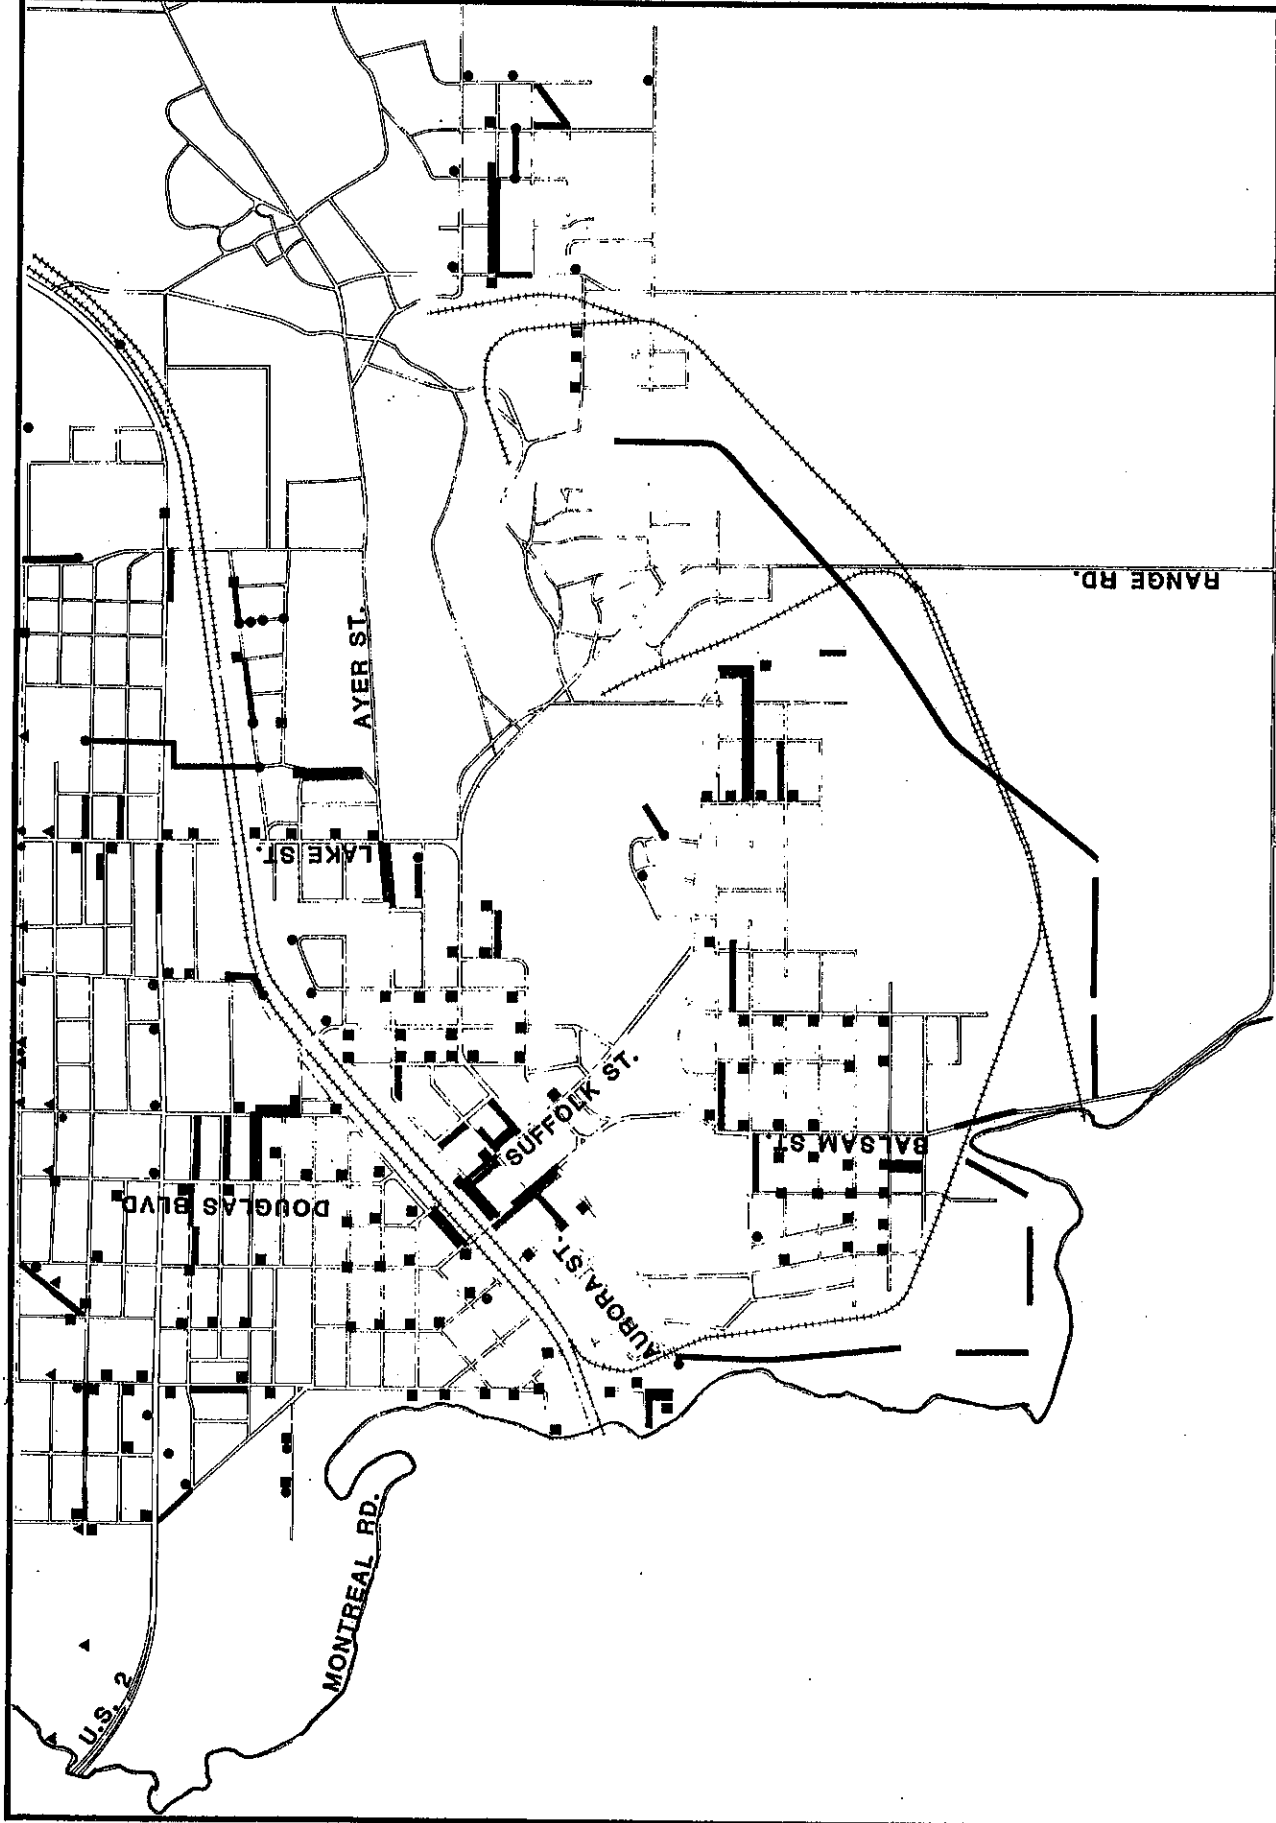 RANGE RD.
AYER ST.
LAKE ST.
SUFFOLK ST.
BALSAM ST.
DOUGLAS BLVD
AURORA ST.
MONTREAL RD.
U.S. 2